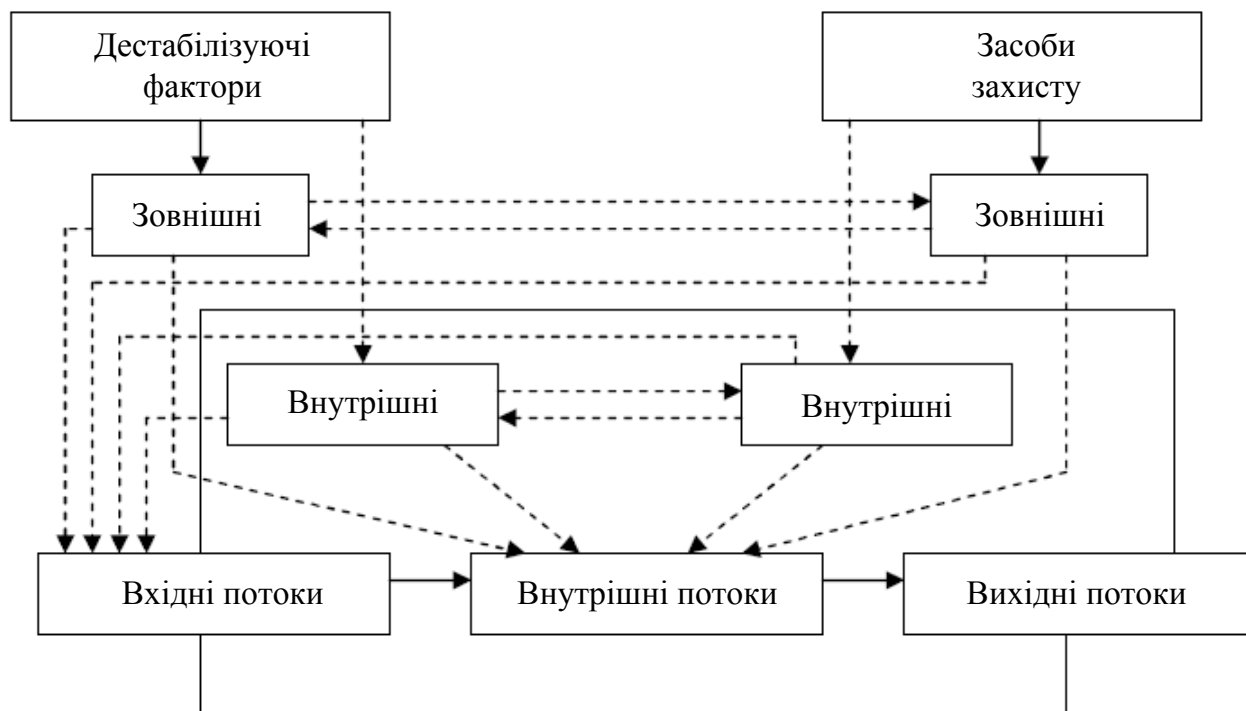 Дестабілізуючі
фактори
Засоби
захисту
Зовнішні
Зовнішні
Внутрішні
Внутрішні
Вхідні потоки
Внутрішні потоки
Вихідні потоки